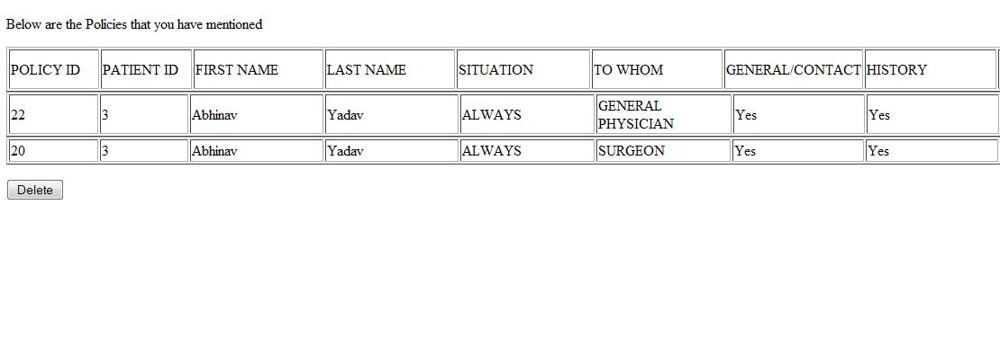 Below are the Policies that you have mentioned
POLICY ID PATIENT ID FIRST NAME LAST NAME SITUATION TO WHOM GENERAL/CONTACT HISTORY
22 3 Abhinav Yadav ALWAYS GENERAL PHYSICIAN Yes Yes
20 3 Abhinav Yadav ALWAYS SURGEON Yes Yes
Delete